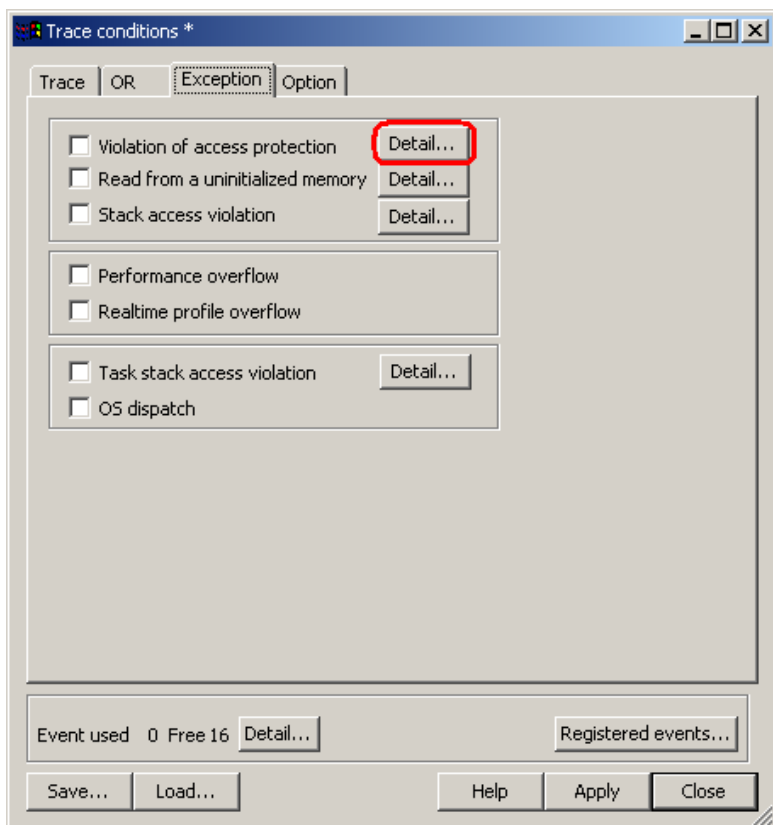 Trace conditions *
Trace OR Exception Option
Violation of access protection Detail...
Read from a uninitialized memory Detail...
Stack access violation Detail...
Performance overflow
Realtime profile overflow
Task stack access violation Detail...
OS dispatch
Event used 0 Free 16 Detail... Registered events...
Save... Load... Help Apply Close